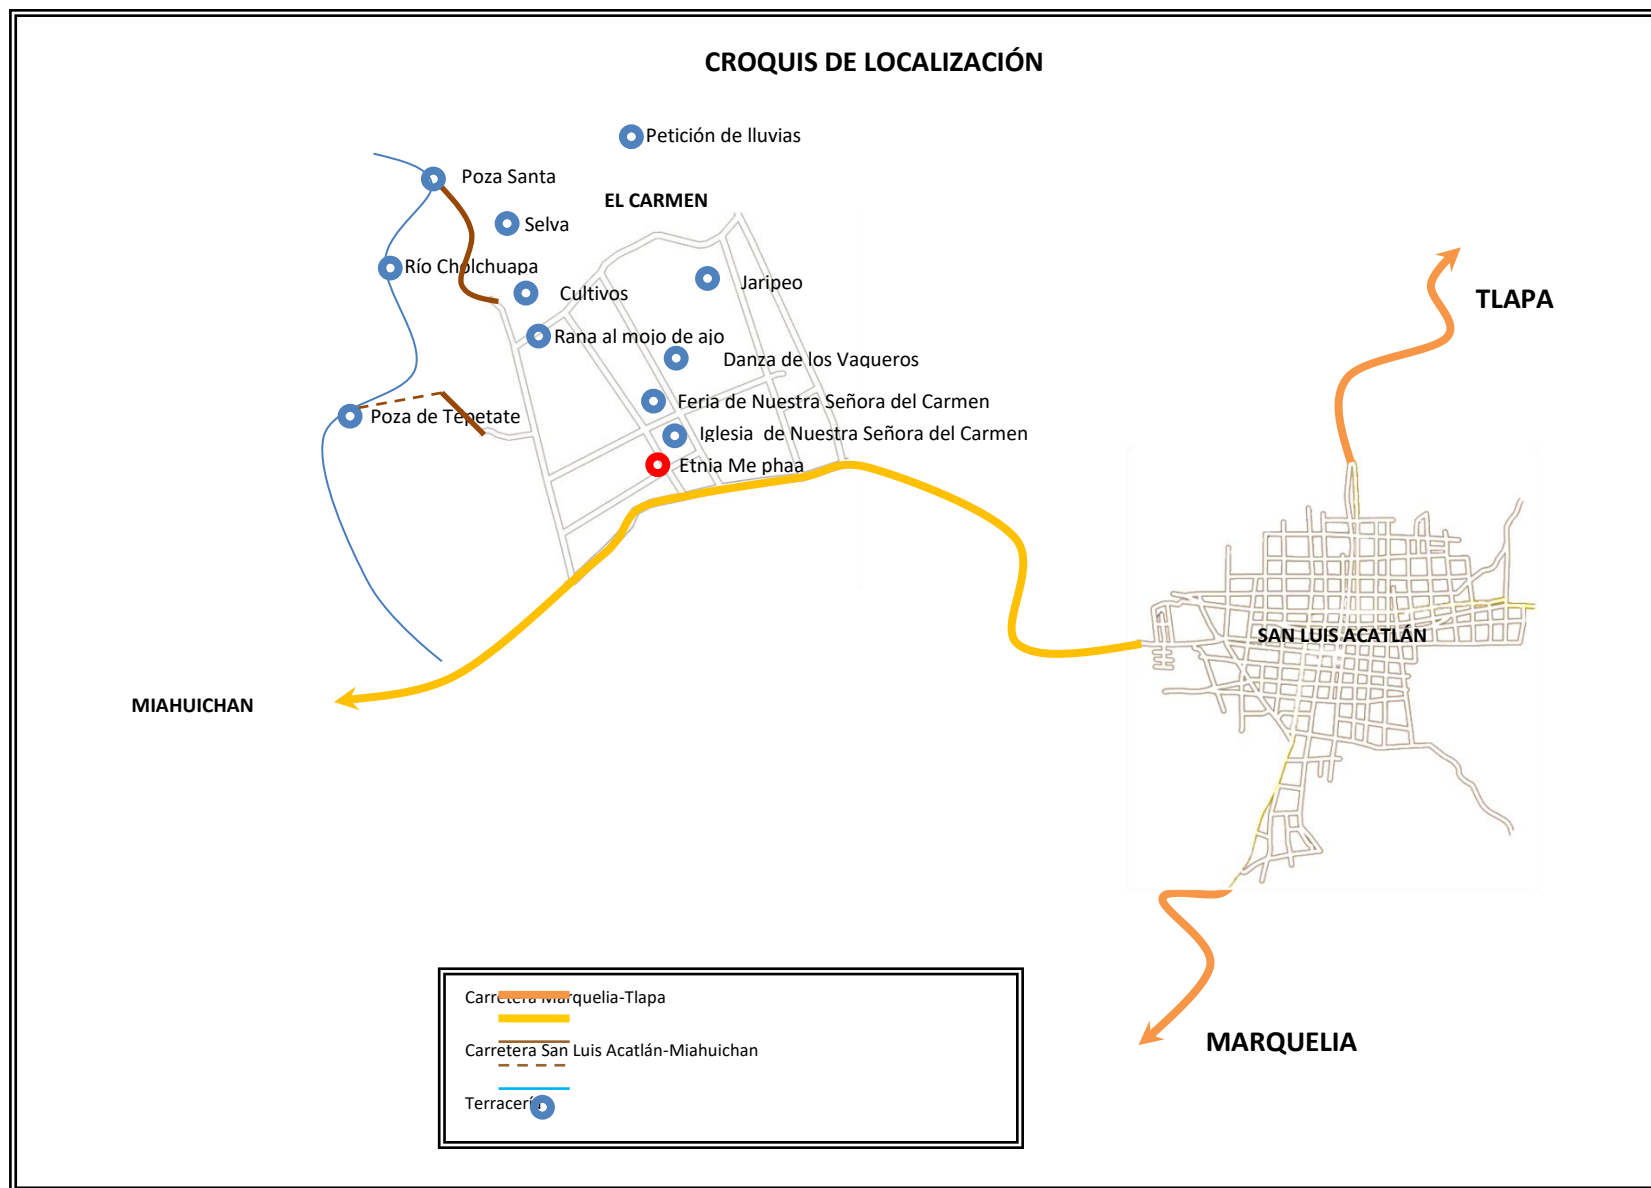 CROQUIS DE LOCALIZACIÓN
Petición de lluvias
Poza Santa
EL CARMEN
Selva
Río Cholchuapa
Jaripeo
Cultivos
TLAPA
Rana al mojo de ajo
Danza de los Vaqueros
Feria de Nuestra Señora del Carmen
Poza de Tepetate
Iglesia de Nuestra Señora del Carmen
Etnia Me phaa
SAN LUIS ACATLÁN
MIAHUICHAN
Carretera Marquelia-Tlapa
Carretera San Luis Acatlán-Miahuichan
Terracería
MARQUELIA